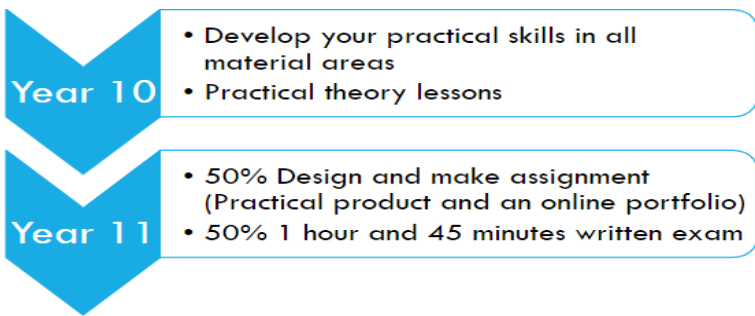 Year 10
• Develop your practical skills in all
material areas
• Practical theory lessons
Year 11
• 50% Design and make assignment
(Practical product and an online portfolio)
• 50% 1 hour and 45 minutes written exam